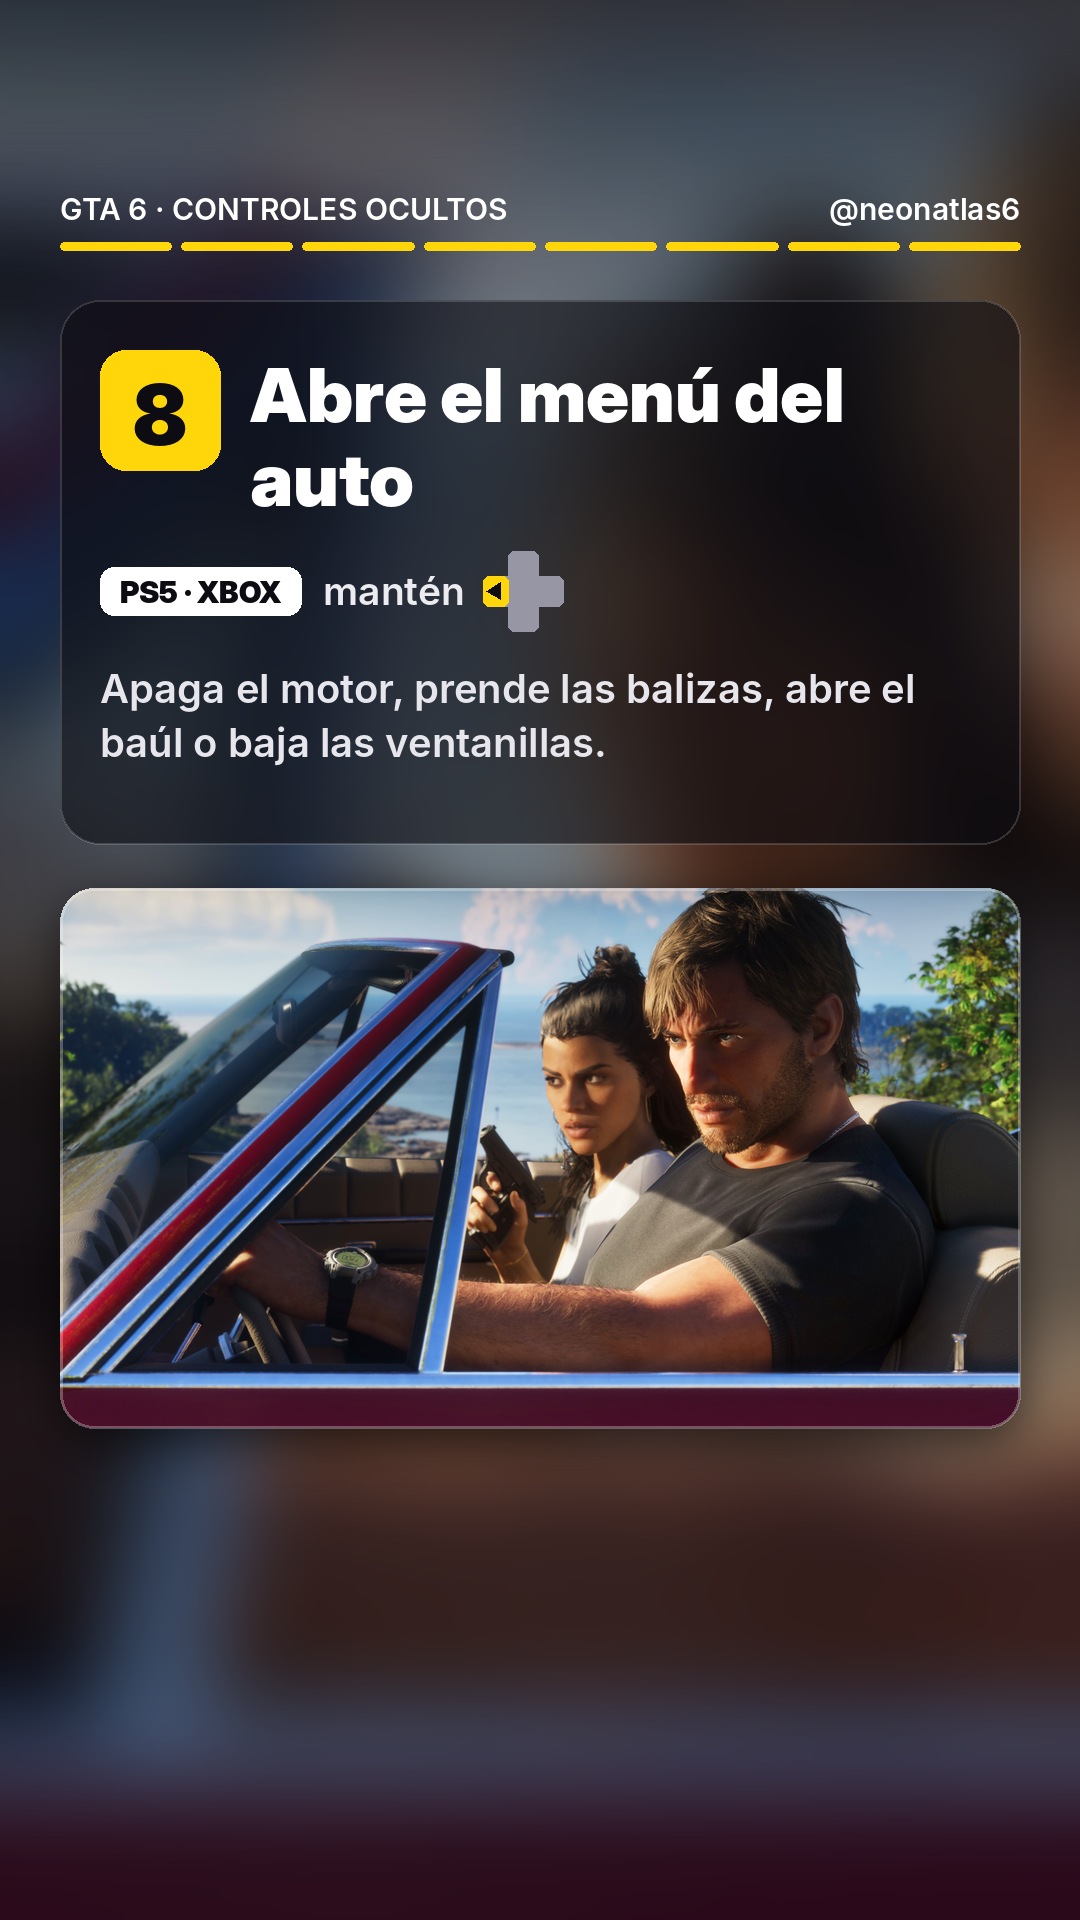 GTA 6 · CONTROLES OCULTOS
@neonatlas6
8
Abre el menú del
auto
PS5 · XBOX
mantén
Apaga el motor, prende las balizas, abre el
baúl o baja las ventanillas.